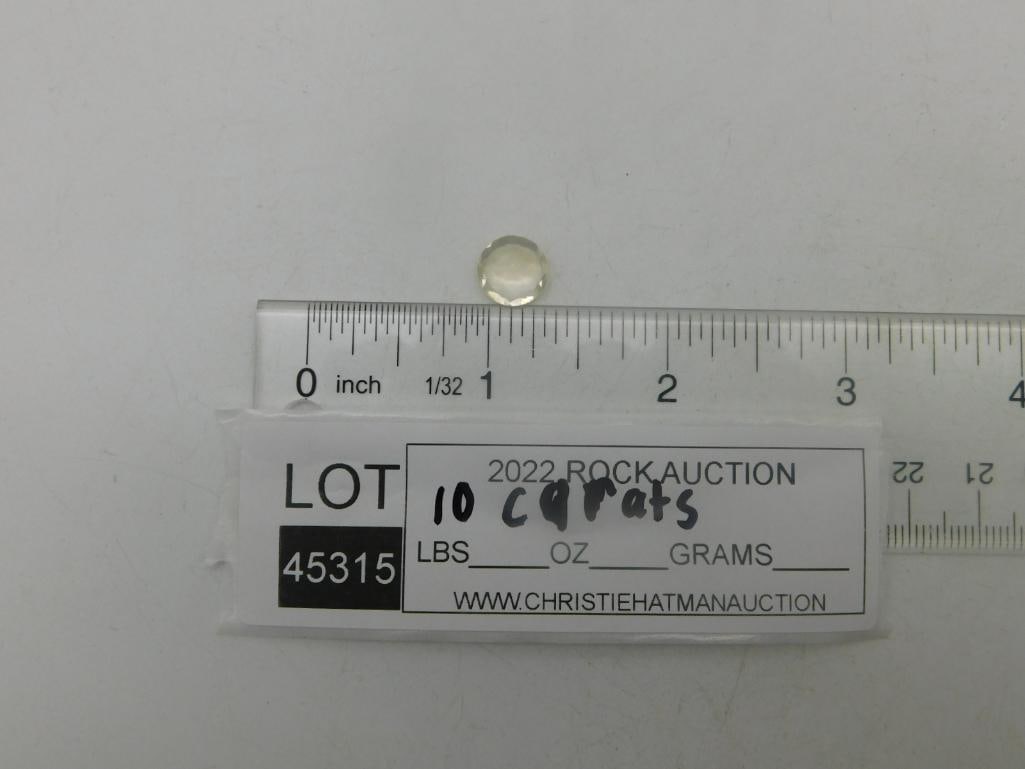 0 inch 1/32 1 2 3 4
22 21
LOT
45315
2022 ROCK AUCTION
10 carats
LBS_____OZ_____GRAMS_____
WWW.CHRISTIEHATMANAUCTION